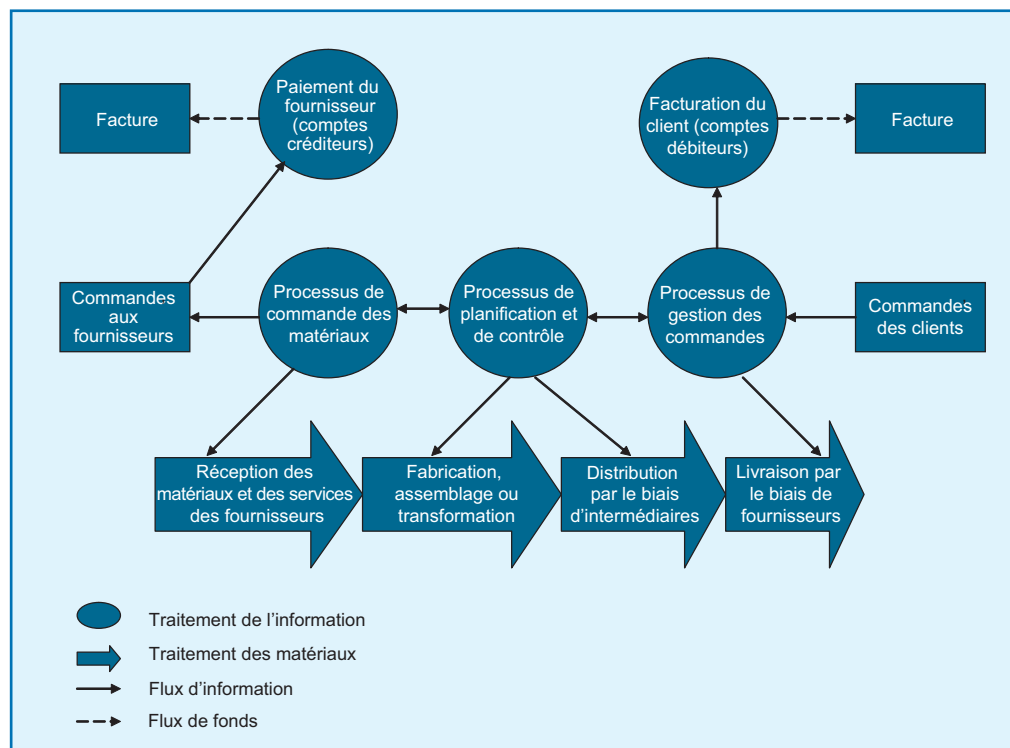 Facture
Paiement du
fournisseur
(comptes
créditeurs)
Facturation du
client (comptes
débiteurs)
Facture
Commandes
aux
fournisseurs
Processus de
commande des
matériaux
Processus de
planification et
de contrôle
Processus de
gestion des
commandes
Commandes
des clients
Réception des
matériaux et des services
des fournisseurs
Fabrication,
assemblage ou
transformation
Distribution
par le biais
d'intermédiaires
Livraison par
le biais de
fournisseurs
Traitement de l'information
Traitement des matériaux
Flux d'information
Flux de fonds